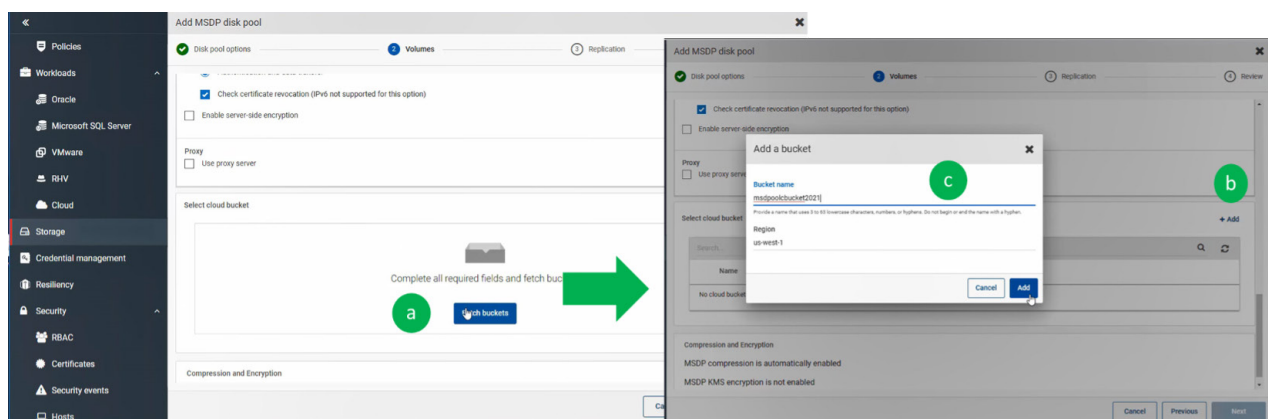 «
Policies
Workloads
Oracle
Microsoft SQL Server
VMware
RHV
Cloud
Storage
Credential management
Resiliency
Security
RBAC
Certificates
Security events
Hosts
Add MSDP disk pool
Disk pool options
2 Volumes
3 Replication
Check certificate revocation (IPv6 not supported for this option)
Enable server-side encryption
Proxy
Use proxy server
Select cloud bucket
Complete all required fields and fetch buc
a
buckets
Compression and Encryption
Ca
Add MSDP disk pool
Disk pool options
2 Volumes
3 Replication
4 Review
Check certificate revocation (IPv6 not supported for this option)
Enable server-side encryption
Proxy
Use proxy serve
b
Select cloud bucket
+ Add
Search...
Name
No cloud bucket
Add a bucket
c
Bucket name
msdpoolcbucket2021
Provide a name that uses 3 to 63 lowercase characters, numbers, or hyphens. Do not begin or end the name with a hyphen.
Region
us-west-1
Cancel
Add
Compression and Encryption
MSDP compression is automatically enabled
MSDP KMS encryption is not enabled
Cancel
Previous
Next